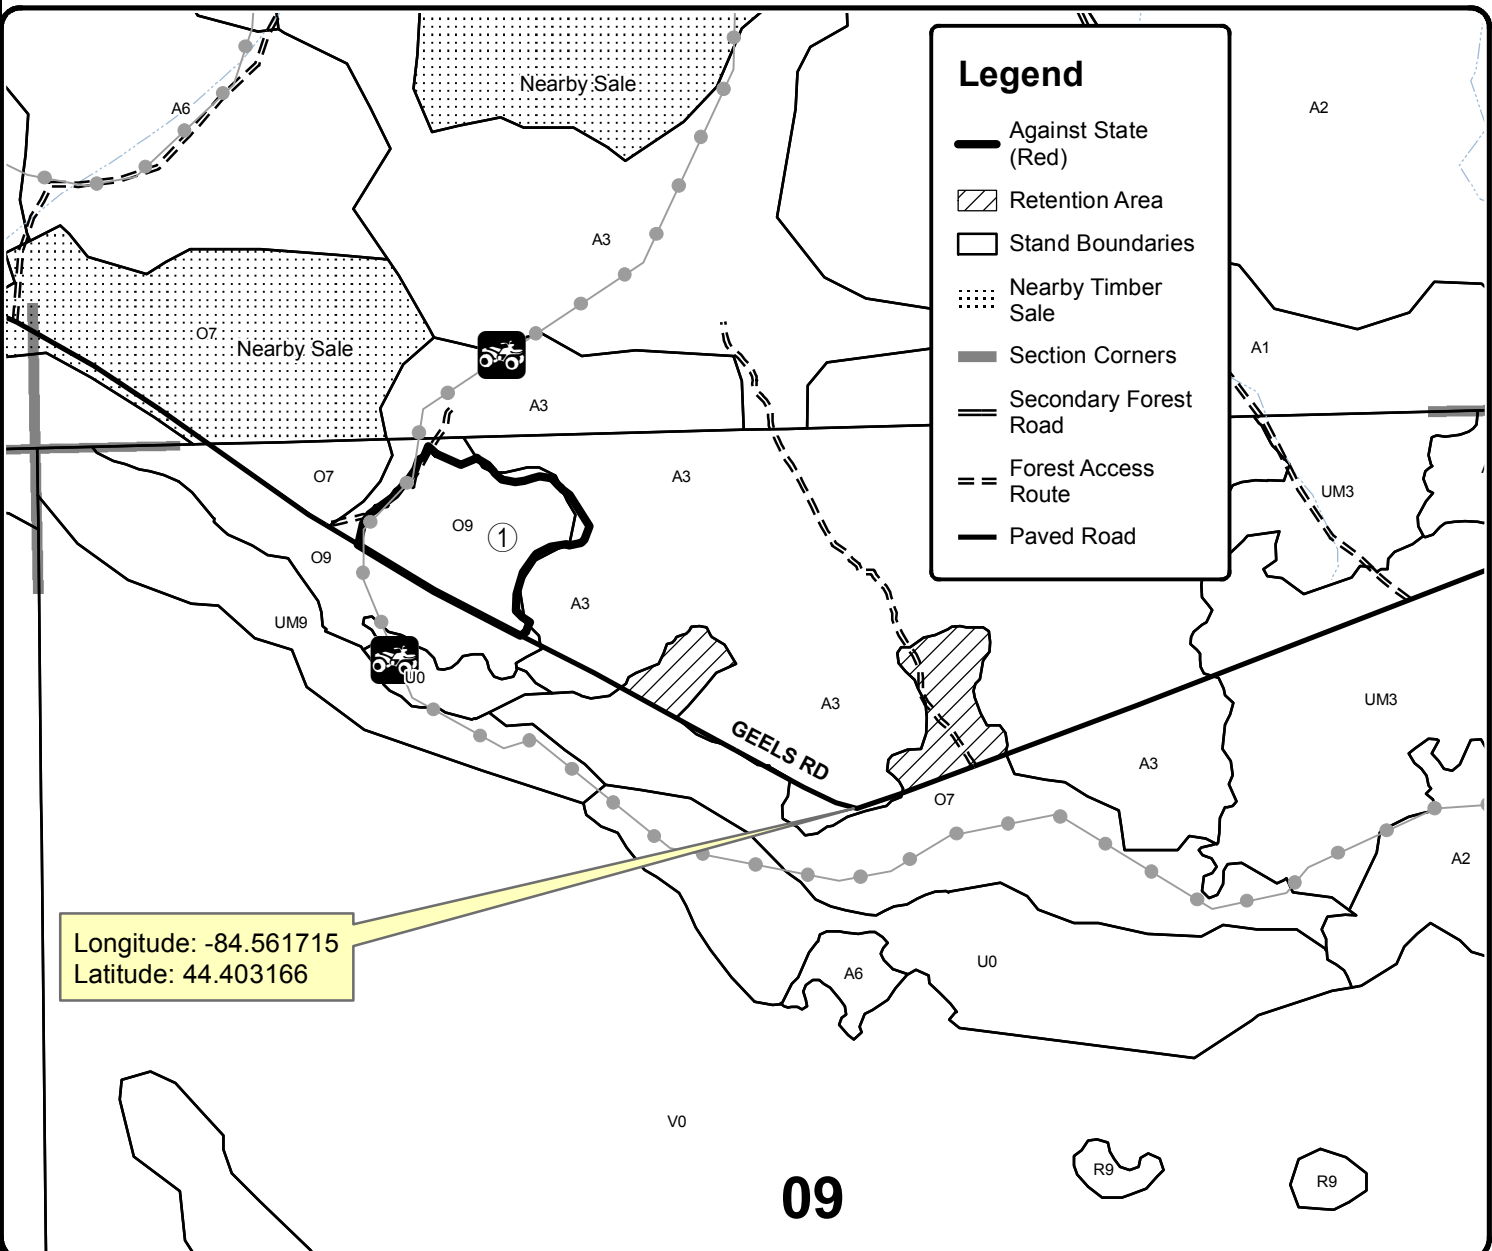 Nearby Sale
A6
A2
Legend
Against State
(Red)
Retention Area
Stand Boundaries
Nearby Timber
Sale
Section Corners
Secondary Forest
Road
Forest Access
Route
Paved Road
A3
O7
Nearby Sale
A1
A3
O7
A3
UM3
O9
1
O9
A3
UM9
U0
A3
UM3
GEELS RD
A3
O7
A2
Longitude: -84.561715
Latitude: 44.403166
A6
U0
V0
R9
R9
09